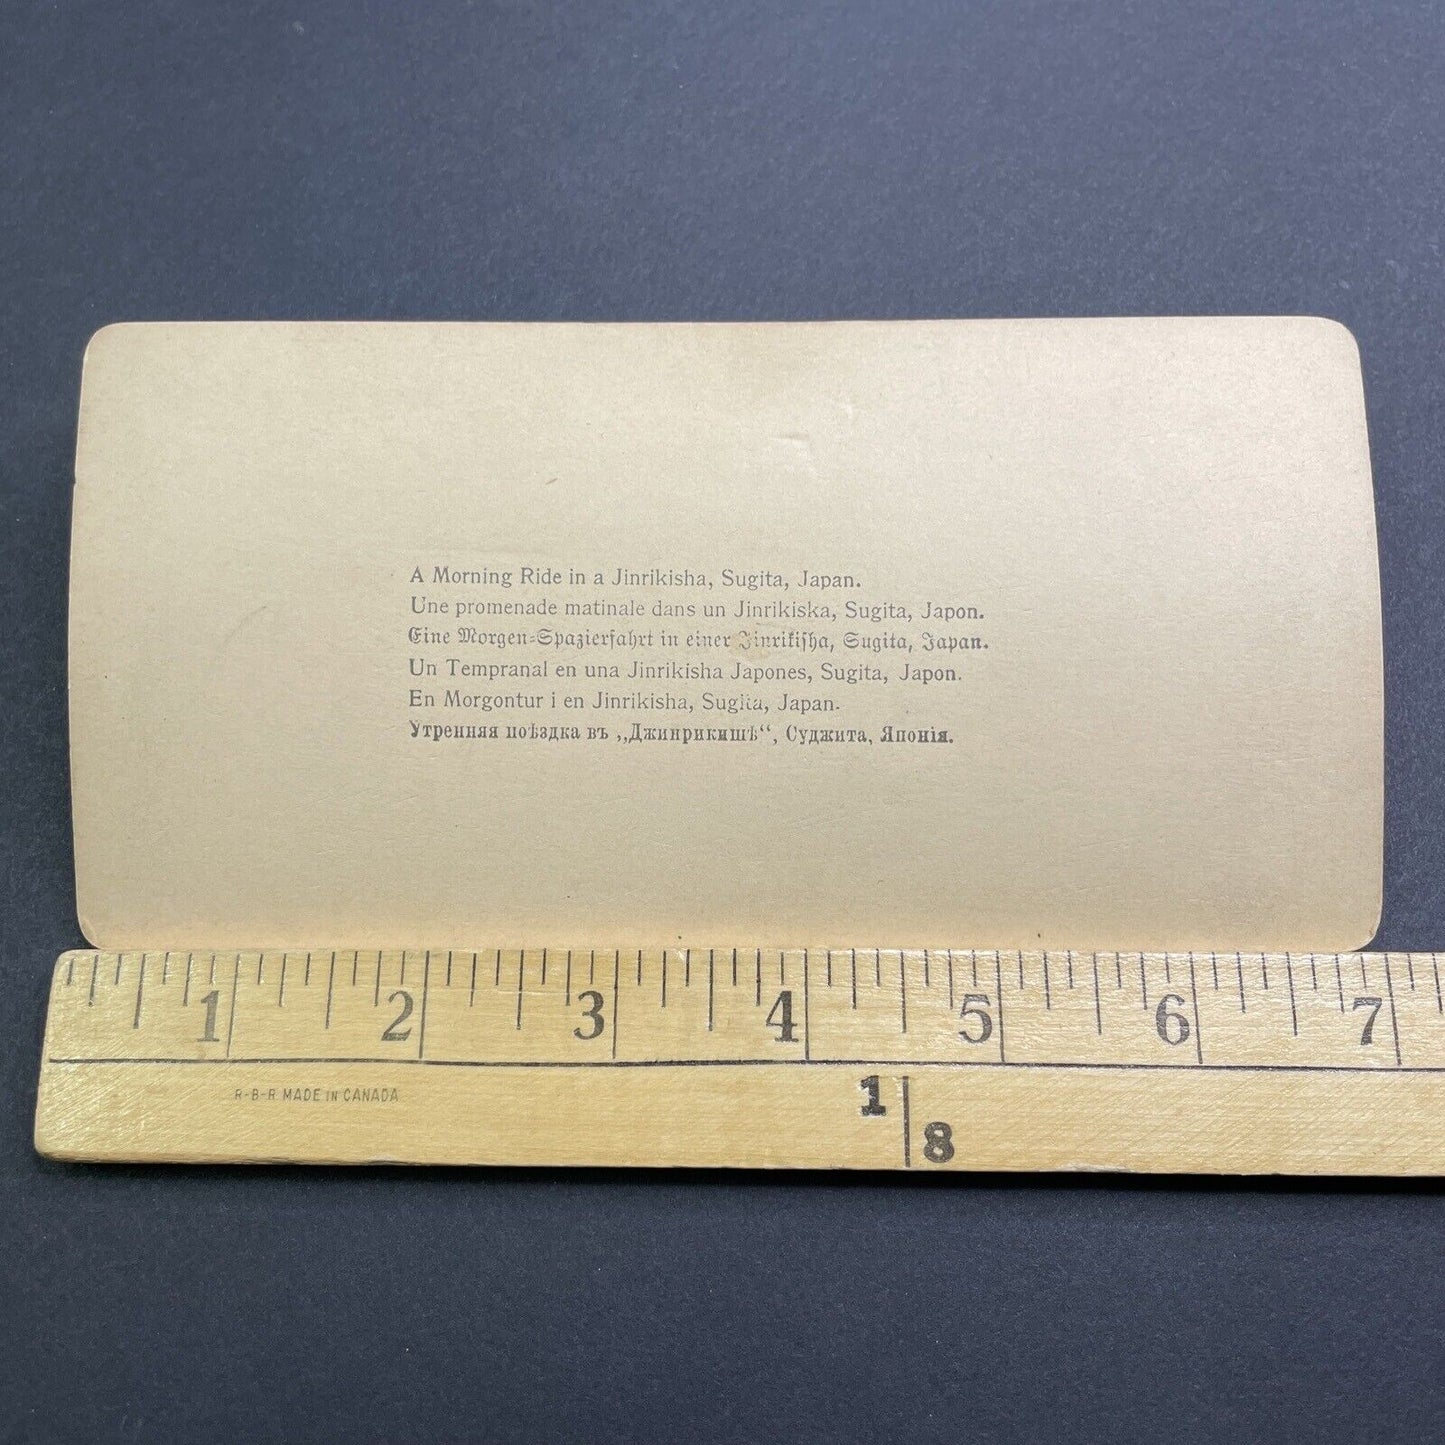 A Morning Ride in a Jinrikisha, Sugita, Japan.
Une promenade matinale dans un Jinrikiska, Sugita, Japon.
Eine Morgen-Spazierfahrt in einer Jinrikisha, Sugita, Japan.
Un Tempranal en una Jinrikisha Japones, Sugita, Japon.
En Morgontur i en Jinrikisha, Sugita, Japan.
Утренняя поѣздка въ „Джинрикишѣ“, Суджита, Японія.
1 2 3 4 5 6 7
R-B-R MADE IN CANADA
1
8